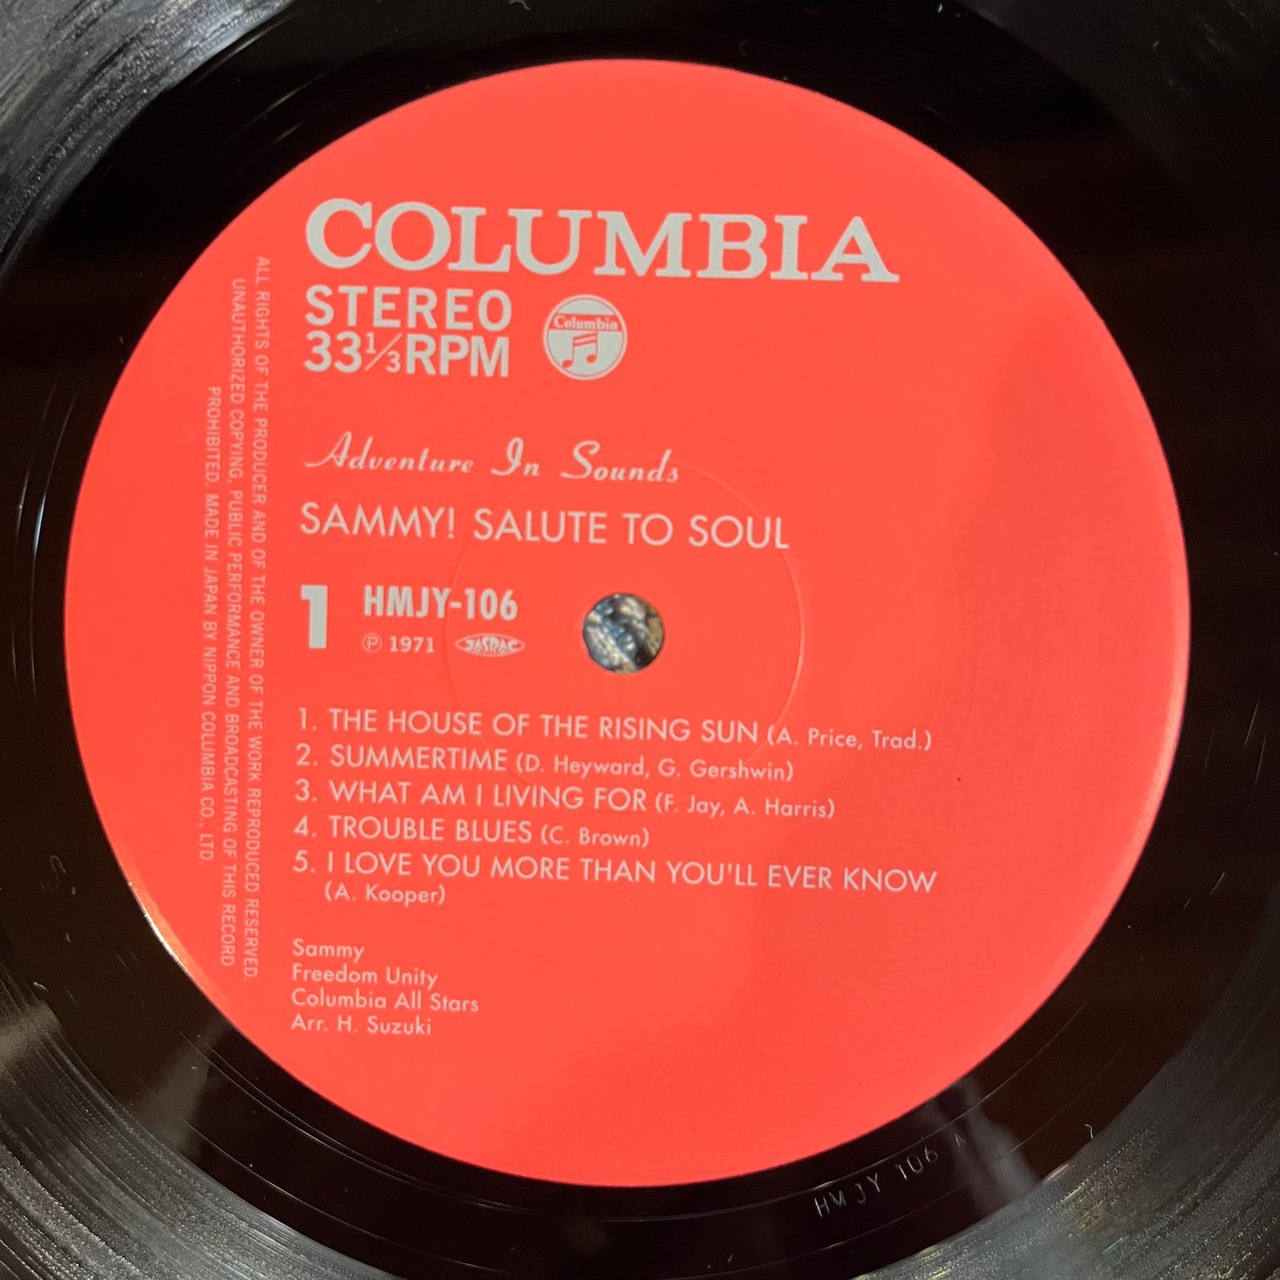 COLUMBIA
STEREO
33 1/3 RPM
Columbia
Adventure In Sounds
SAMMY! SALUTE TO SOUL
1
HMJY-106
Ⓟ 1971 JASRAC
1. THE HOUSE OF THE RISING SUN (A. Price, Trad.)
2. SUMMERTIME (D. Heyward, G. Gershwin)
3. WHAT AM I LIVING FOR (F. Jay, A. Harris)
4. TROUBLE BLUES (C. Brown)
5. I LOVE YOU MORE THAN YOU'LL EVER KNOW
(A. Kooper)
Sammy
Freedom Unity
Columbia All Stars
Arr. H. Suzuki
ALL RIGHTS OF THE PRODUCER AND OF THE OWNER OF THE WORK REPRODUCED RESERVED.
UNAUTHORIZED COPYING, PUBLIC PERFORMANCE AND BROADCASTING OF THIS RECORD
PROHIBITED. MADE IN JAPAN BY NIPPON COLUMBIA CO., LTD.
HMJY 106 A